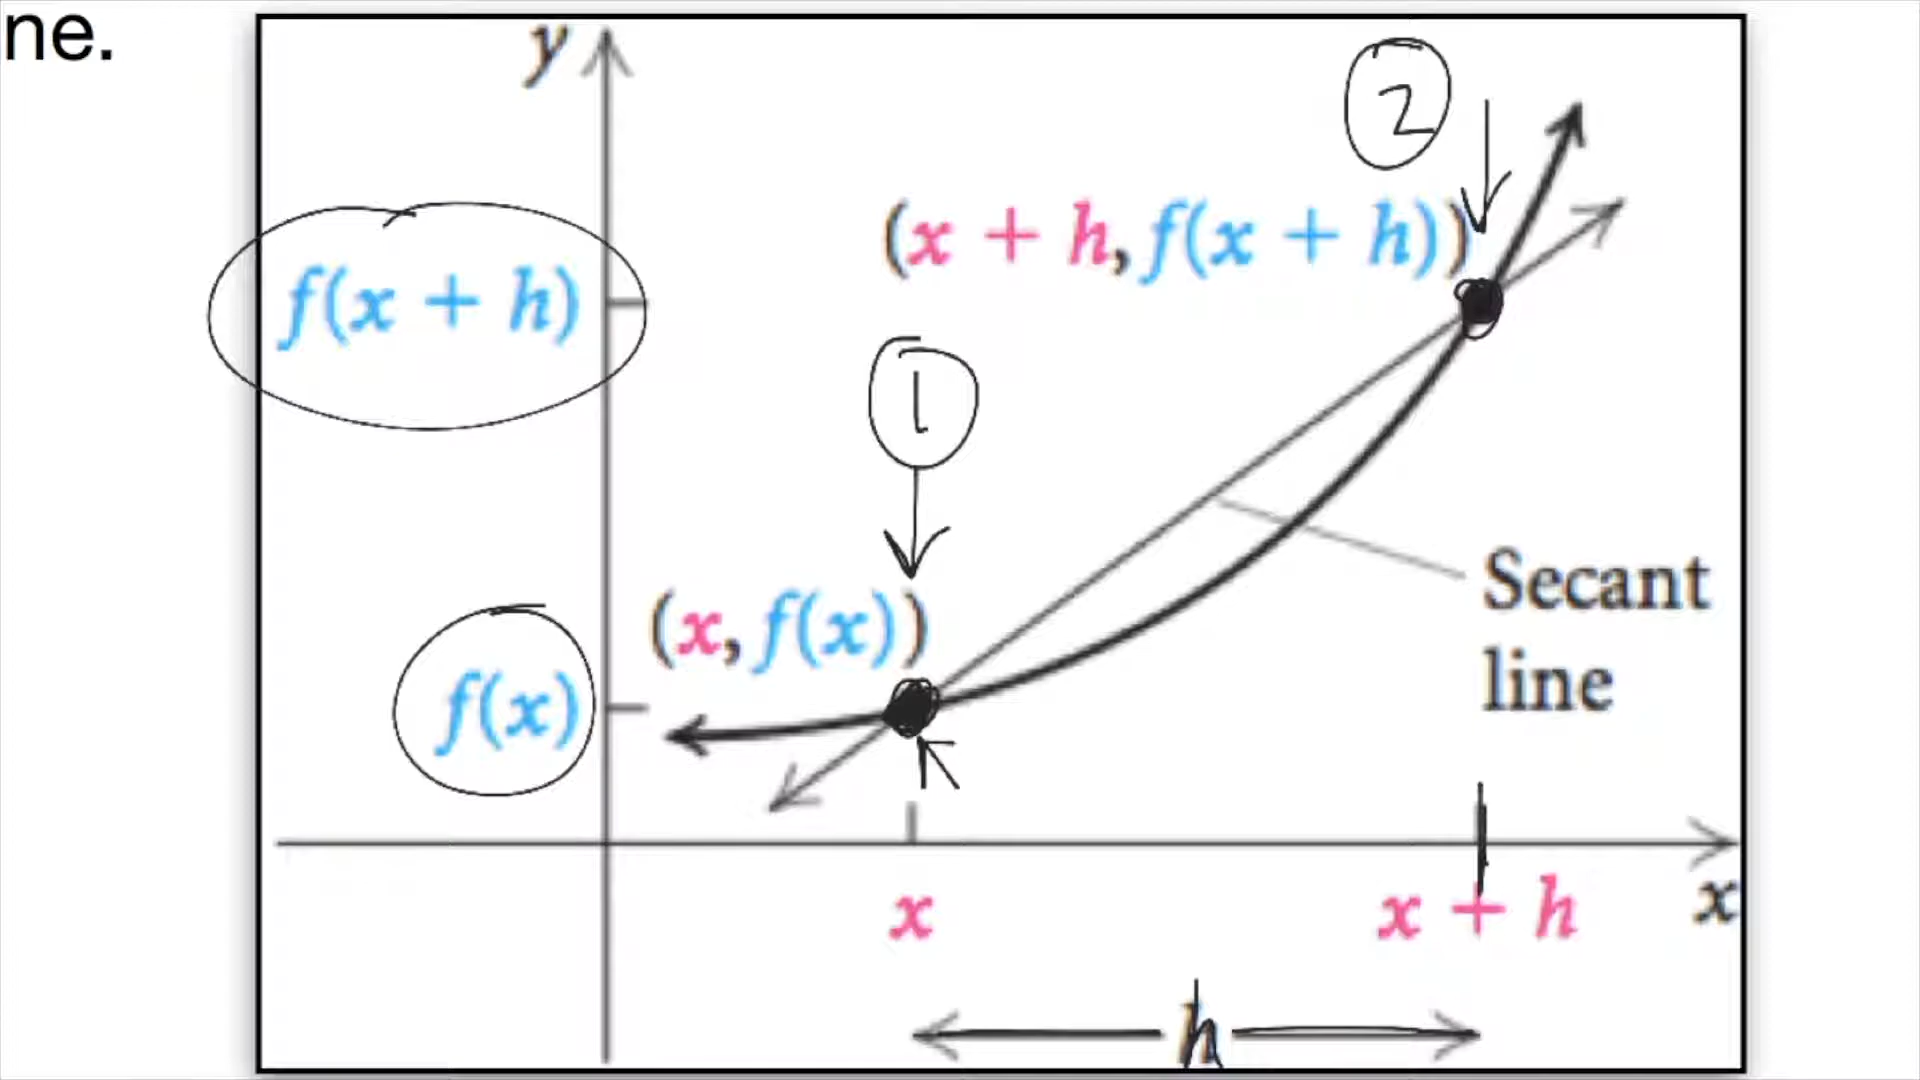 ne.
y
2
(x + h, f(x + h))
f(x + h)
1
Secant
line
(x, f(x))
f(x)
x
x + h
x
h